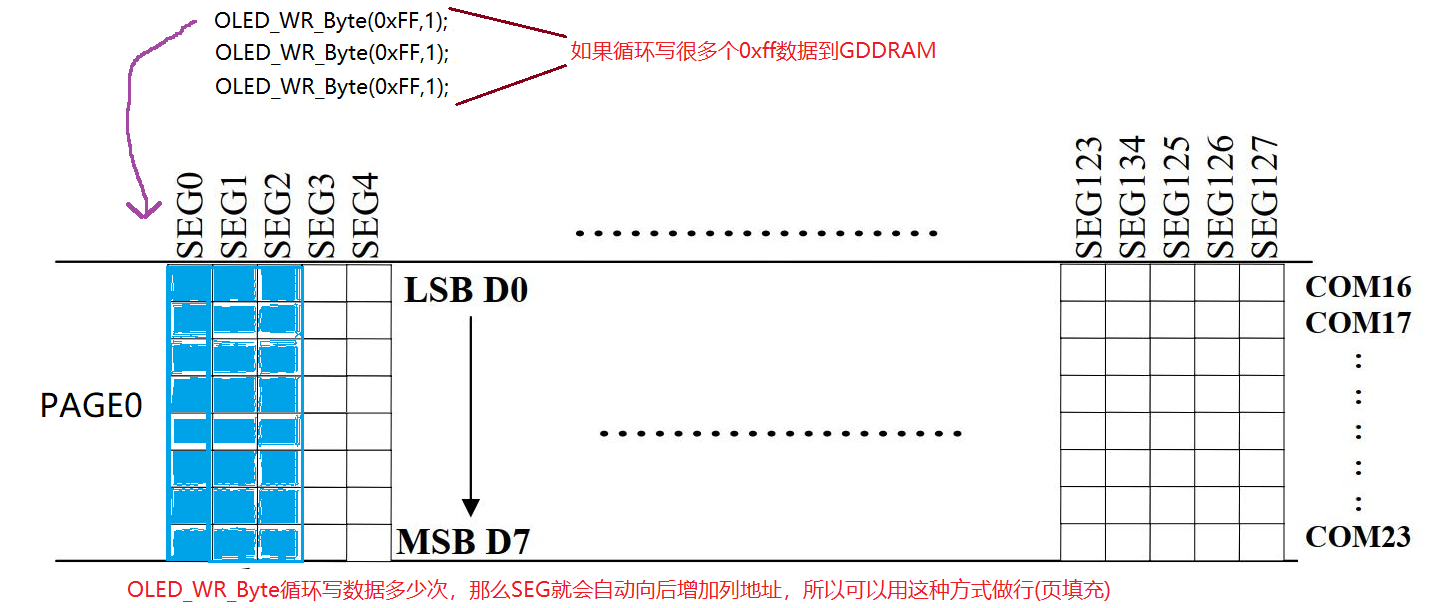 OLED_WR_Byte(0xFF,1);
OLED_WR_Byte(0xFF,1);
OLED_WR_Byte(0xFF,1);
如果循环写很多个0xff数据到GDDRAM
SEG0
SEG1
SEG2
SEG3
SEG4
SEG123
SEG134
SEG125
SEG126
SEG127
LSB D0
COM16
COM17
PAGE0
MSB D7
COM23
OLED_WR_Byte循环写数据多少次，那么SEG就会自动向后增加列地址，所以可以用这种方式做行(页填充)